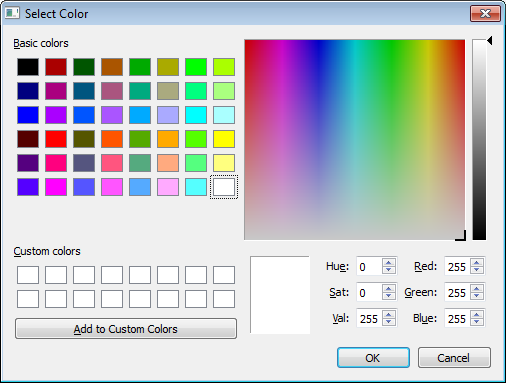 Select Color
Basic colors
Custom colors
Add to Custom Colors
Hue: 0 Red: 255
Sat: 0 Green: 255
Val: 255 Blue: 255
OK Cancel